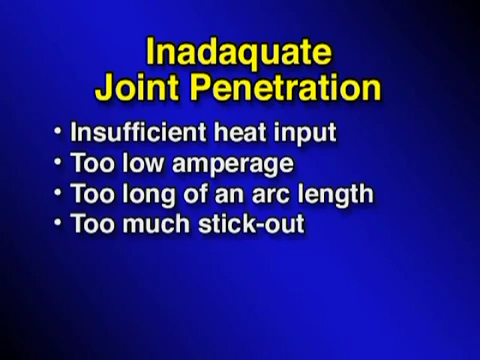 Inadaquate
Joint Penetration
• Insufficient heat input
• Too low amperage
• Too long of an arc length
• Too much stick-out